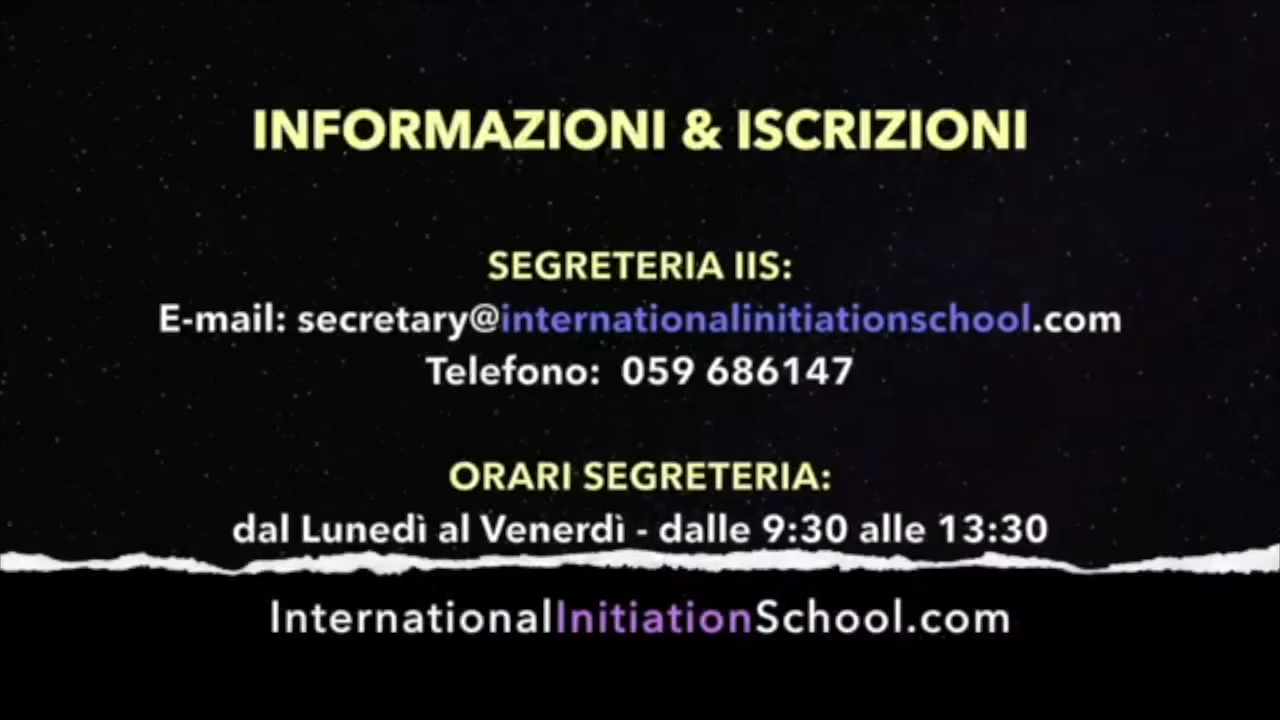 INFORMAZIONI & ISCRIZIONI
SEGRETERIA IIS:
E-mail: secretary@internationalinitiationschool.com
Telefono: 059 686147
ORARI SEGRETERIA:
dal Lunedì al Venerdì - dalle 9:30 alle 13:30
InternationalInitiationSchool.com